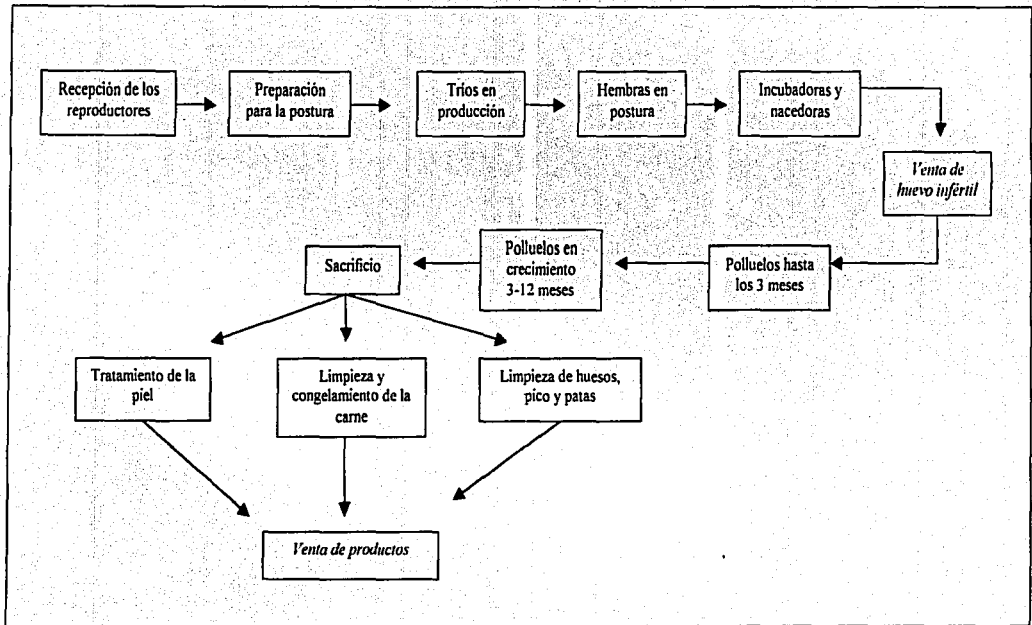 Recepción de los
reproductores
Preparación
para la postura
Tríos en
producción
Hembras en
postura
Incubadoras y
nacedoras
Venta de
huevo infértil
Polluelos hasta
los 3 meses
Polluelos en
crecimiento
3-12 meses
Sacrificio
Tratamiento de la
piel
Limpieza y
congelamiento de la
carne
Limpieza de huesos,
pico y patas
Venta de productos